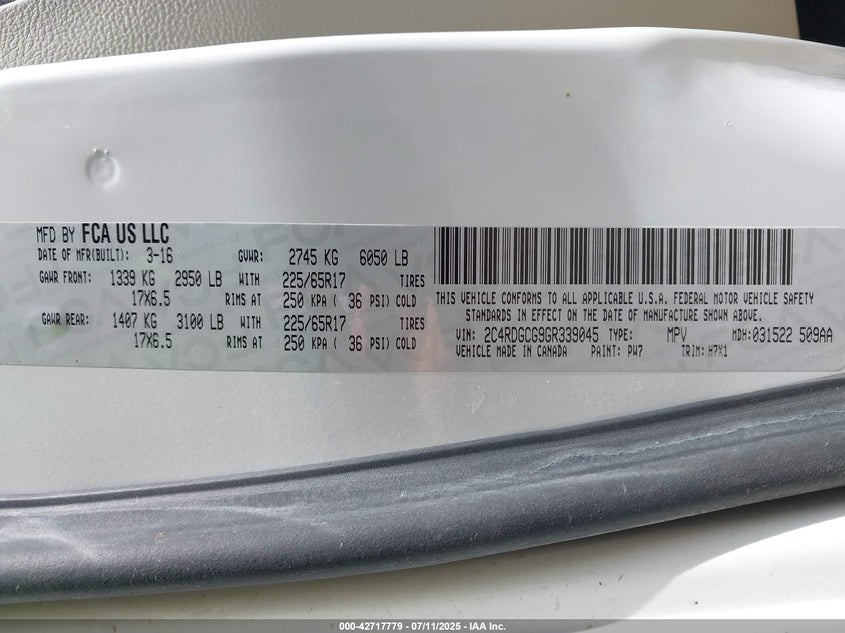 MFD BY FCA US LLC
DATE OF MFR(BUILT): 3-16 GVWR: 2745 KG 6050 LB
GAWR FRONT: 1339 KG 2950 LB WITH 225/65R17 TIRES
17X6.5 RIMS AT 250 KPA ( 36 PSI) COLD
GAWR REAR: 1407 KG 3100 LB WITH 225/65R17 TIRES
17X6.5 RIMS AT 250 KPA ( 36 PSI) COLD
THIS VEHICLE CONFORMS TO ALL APPLICABLE U.S.A. FEDERAL MOTOR VEHICLE SAFETY
STANDARDS IN EFFECT ON THE DATE OF MANUFACTURE SHOWN ABOVE.
VIN: 2C4RDGCG9GR339045 TYPE: MPV MDH:031522 509AA
VEHICLE MADE IN CANADA PAINT: PW7 TRIM: H7X1
000-42717779 - 07/11/2025 - IAA Inc.